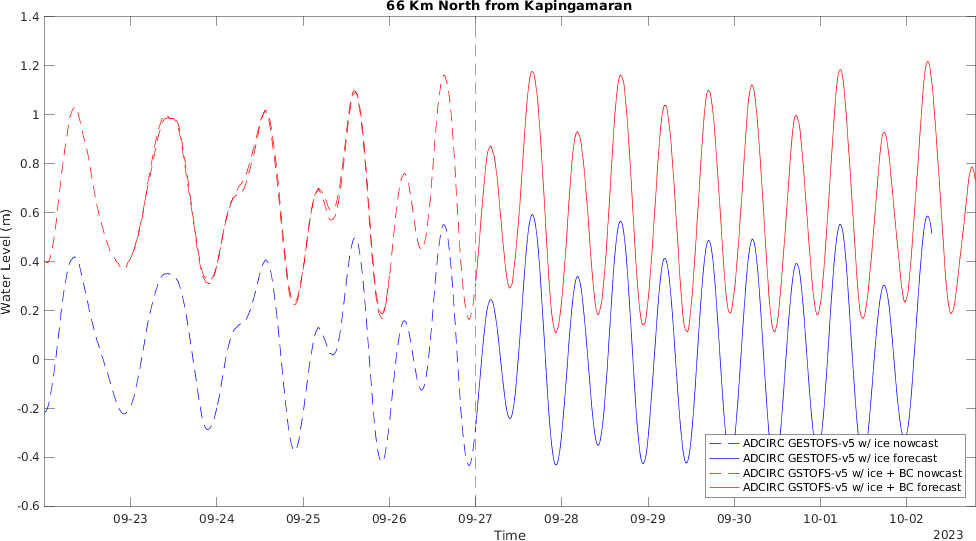 66 Km North from Kapingamaran
1.4
1.2
1
0.8
0.6
0.4
0.2
0
-0.2
-0.4
-0.6
Water Level (m)
ADCIRC GESTOFS-v5 w/ ice nowcast
ADCIRC GESTOFS-v5 w/ ice forecast
ADCIRC GSTOFS-v5 w/ ice + BC nowcast
ADCIRC GSTOFS-v5 w/ ice + BC forecast
09-23 09-24 09-25 09-26 09-27 09-28 09-29 09-30 10-01 10-02
Time
2023